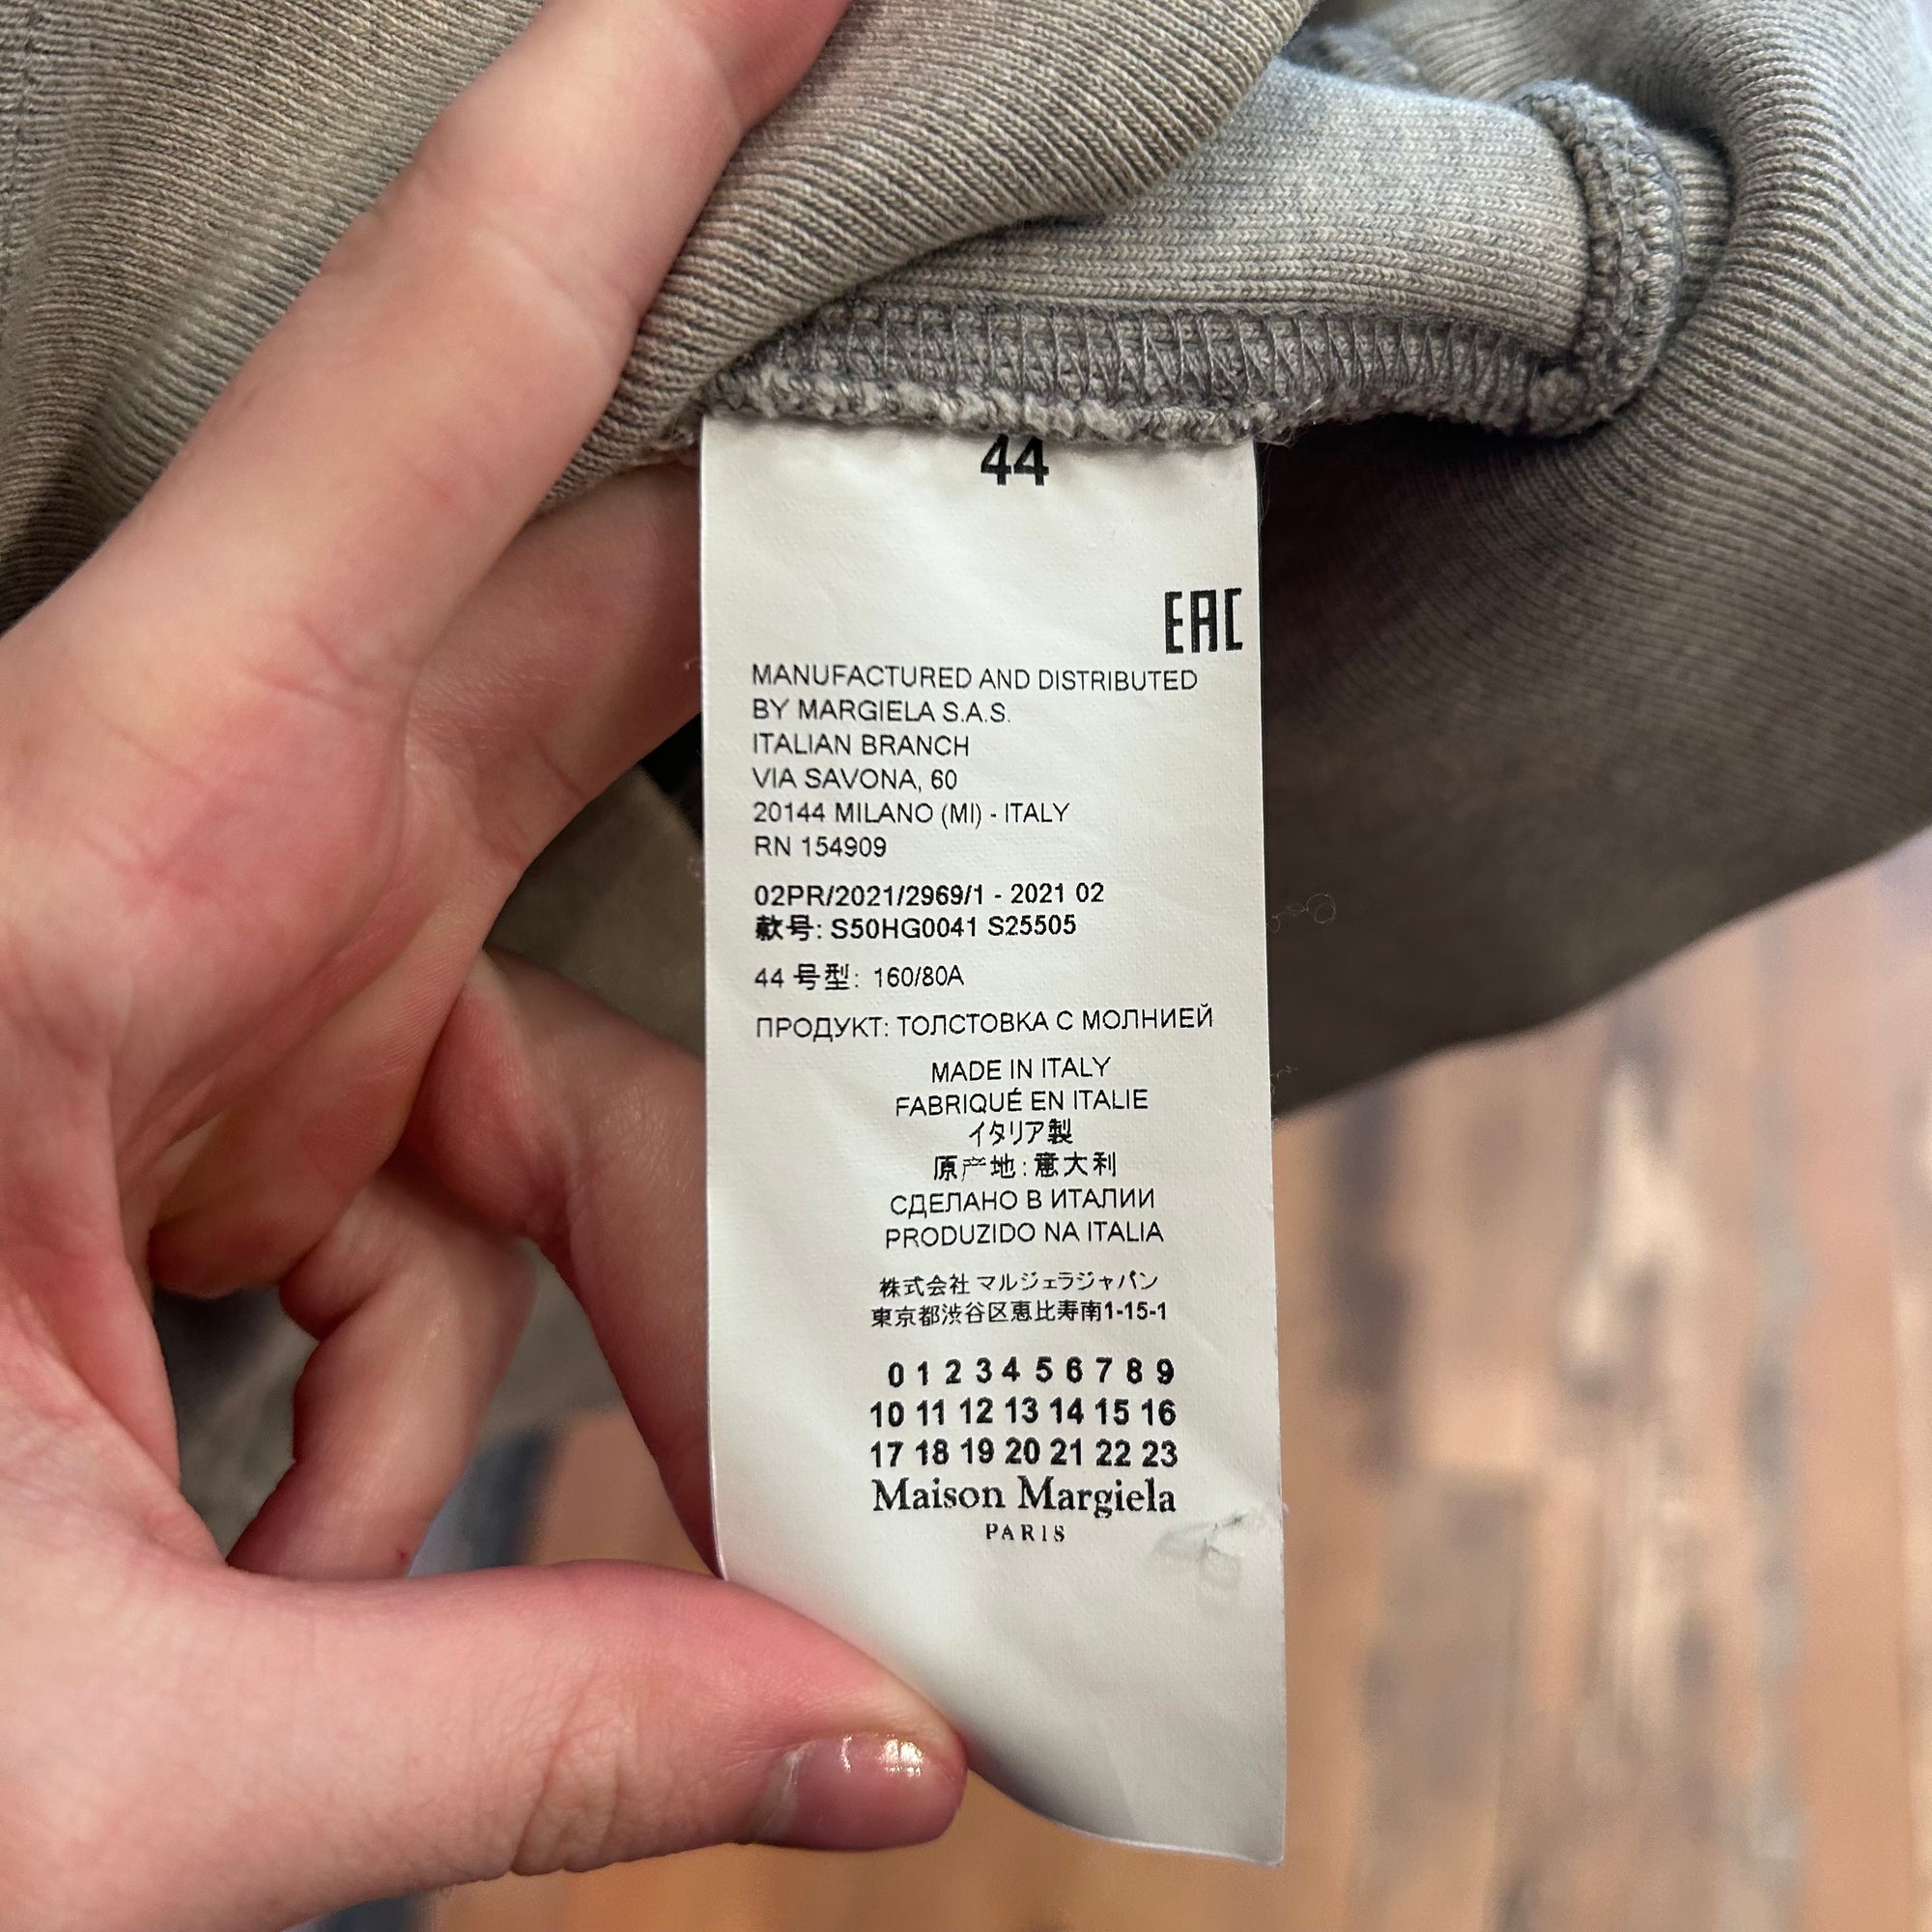 44
EAC
MANUFACTURED AND DISTRIBUTED
BY MARGIELA S.A.S.
ITALIAN BRANCH
VIA SAVONA, 60
20144 MILANO (MI) - ITALY
RN 154909
02PR/2021/2969/1 - 2021 02
款号: S50HG0041 S25505
44 号型: 160/80A
ПРОДУКТ: ТОЛСТОВКА С МОЛНИЕЙ
MADE IN ITALY
FABRIQUÉ EN ITALIE
イタリア製
原产地: 意大利
СДЕЛАНО В ИТАЛИИ
PRODUZIDO NA ITALIA
株式会社 マルジェラジャパン
東京都渋谷区恵比寿南1-15-1
0 1 2 3 4 5 6 7 8 9
10 11 12 13 14 15 16
17 18 19 20 21 22 23
Maison Margiela
PARIS